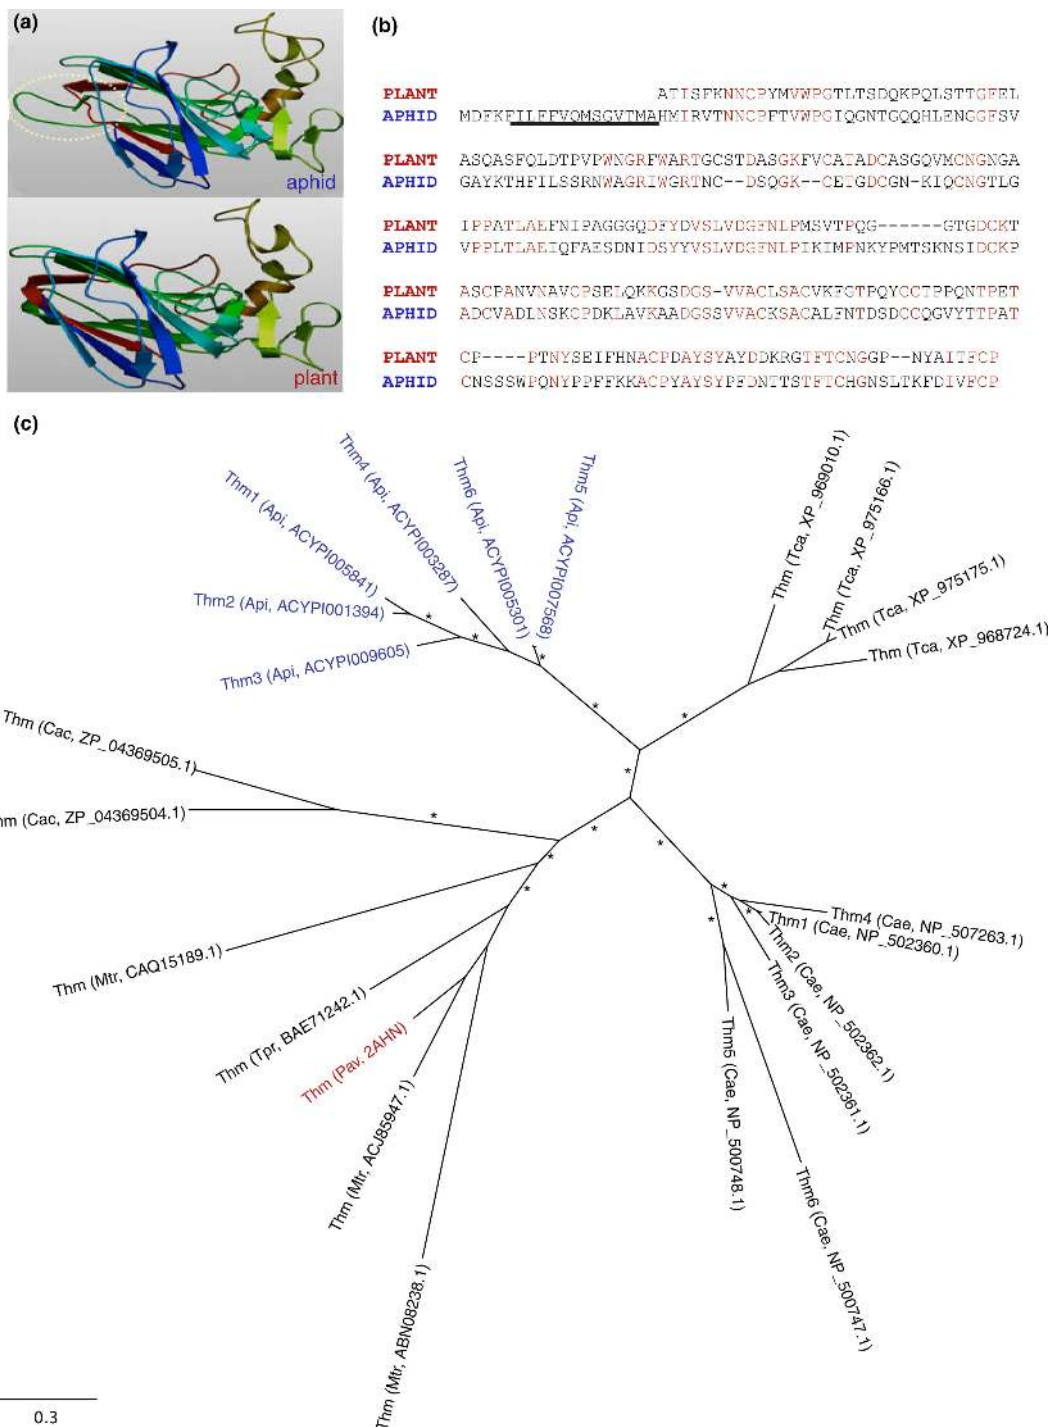 (a)
aphid
plant
(b)
PLANT ATISFKNNCPYMVWPGTLTSDQKPQLSTTGFEL
APHID MDFKFILFFVQMSGVTMAHMIRVTNNCPFTVWPGIQGNTGQQHLENGGFSV
PLANT ASQASFQLDTPVPWNGRFWARTGCSTDASGKFVCATADCASGQVMCNGNGA
APHID GAYKTHFILSSRNWAGRIWGRTNC--DSQGK--CETGDCGN-KIQCNGTLG
PLANT IPPATLAEFNIPAGGGQDFYDVSLVDGFNLPMSVTPQG------GTGDCKT
APHID VPPLTLAEIQFAESDNIDSYYVSLVDGFNLPIKIMPNKYPMTSKNSIDCKP
PLANT ASCPANVNAVCPSELQKKGSDGS-VVACLSACVKFGTPQYCCTPPQNTPET
APHID ADCVADLNSKCPDKLAVKAADGSSVVACKSACALFNTDSDCCQGVYTTPAT
PLANT CP----PTNYSEIFHNACPDAYSYAYDDKRGTFTCNGGP--NYAITFCP
APHID CNSSSWPQNYPPFFKKACPYAYSYPFDNTTSTFTCHGNSLTKFDIVFCP
(c)
Thm1 (Api, ACYPI005841)
Thm4 (Api, ACYPI003287)
Thm6 (Api, ACYPI005301)
Thm5 (Api, ACYPI007568)
Thm2 (Api, ACYPI001394)
Thm3 (Api, ACYPI009605)
Thm (Tca, XP_969010.1)
Thm (Tca, XP_975166.1)
Thm (Tca, XP_975175.1)
Thm (Tca, XP_968724.1)
Thm (Cac, ZP_04369505.1)
hm (Cac, ZP_04369504.1)
Thm (Mtr, CAQ15189.1)
Thm (Tpr, BAE71242.1)
Thm (Pav, 2AHN)
Thm (Mtr, ACJ85947.1)
Thm (Mtr, ABN08238.1)
Thm4 (Cae, NP_507263.1)
Thm1 (Cae, NP_502360.1)
Thm2 (Cae, NP_502362.1)
Thm3 (Cae, NP_502361.1)
Thm5 (Cae, NP_500748.1)
Thm6 (Cae, NP_500747.1)
0.3